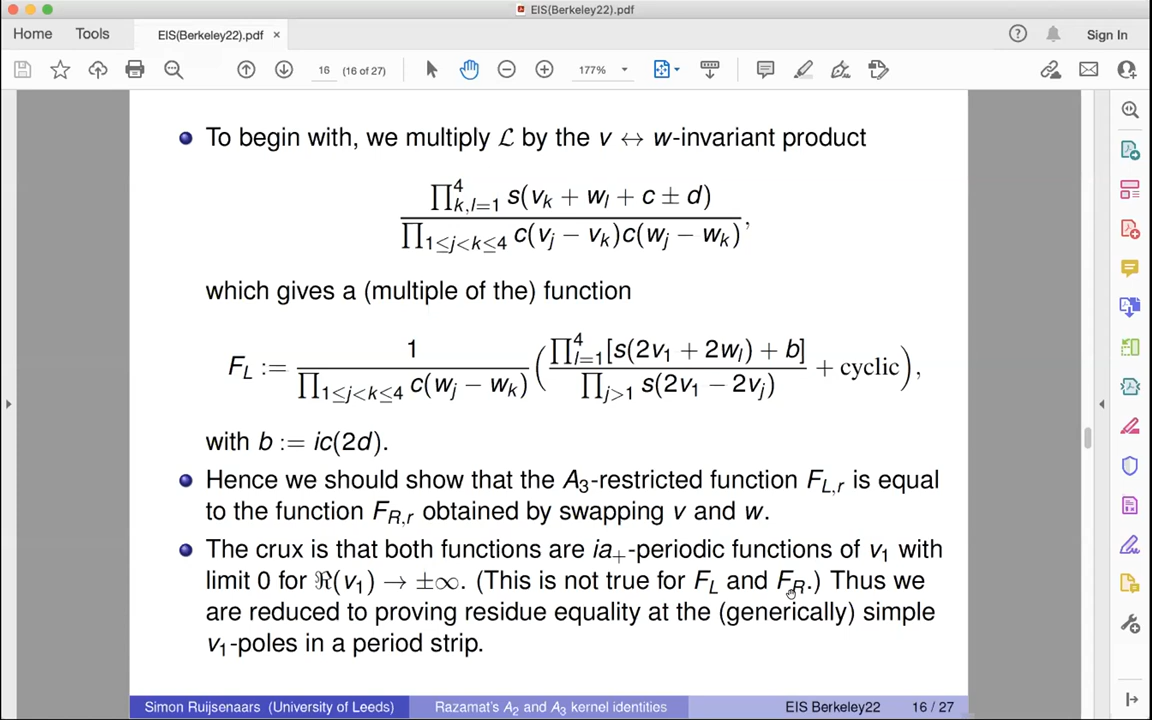 EIS(Berkeley22).pdf
Home Tools EIS(Berkeley22).pdf × Sign In
16 (16 of 27) 177%
To begin with, we multiply ℒ by the v ↔ w-invariant product
∏⁴ₖ,ₗ₌₁ s(vₖ + wₗ + c ± d)
∏₁≤ⱼ<ₖ≤₄ c(vⱼ − vₖ)c(wⱼ − wₖ) ,
which gives a (multiple of the) function
F_L := 1 / ∏₁≤ⱼ<ₖ≤₄ c(wⱼ − wₖ) ( ∏⁴ₗ₌₁[s(2v₁ + 2wₗ) + b] / ∏ⱼ>₁ s(2v₁ − 2vⱼ) + cyclic ),
with b := ic(2d).
Hence we should show that the A₃-restricted function F_L,r is equal
to the function F_R,r obtained by swapping v and w.
The crux is that both functions are ia₊-periodic functions of v₁ with
limit 0 for ℜ(v₁) → ±∞. (This is not true for F_L and F_R.) Thus we
are reduced to proving residue equality at the (generically) simple
v₁-poles in a period strip.
Simon Ruijsenaars (University of Leeds) Razamat's A₂ and A₃ kernel identities EIS Berkeley22 16 / 27